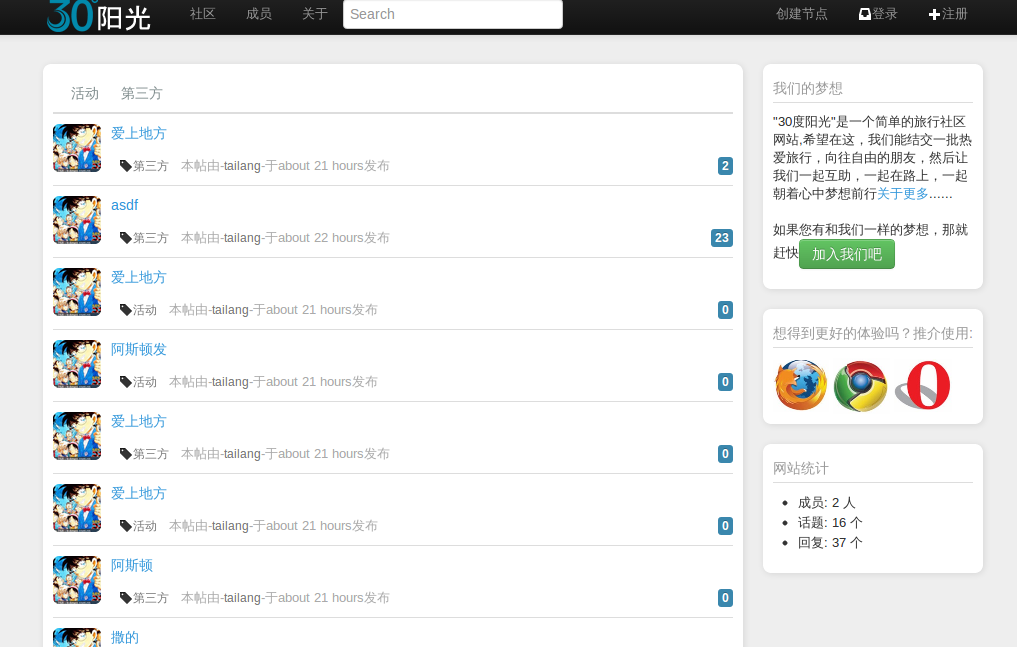 30°阳光 社区 成员 关于 Search 创建节点 登录 注册
活动 第三方
爱上地方
第三方 本帖由-tailang-于about 21 hours发布 2
asdf
第三方 本帖由-tailang-于about 22 hours发布 23
爱上地方
活动 本帖由-tailang-于about 21 hours发布 0
阿斯顿发
活动 本帖由-tailang-于about 21 hours发布 0
爱上地方
第三方 本帖由-tailang-于about 21 hours发布 0
爱上地方
活动 本帖由-tailang-于about 21 hours发布 0
阿斯顿
第三方 本帖由-tailang-于about 21 hours发布 0
撒的
我们的梦想
"30度阳光"是一个简单的旅行社区
网站,希望在这，我们能结交一批热
爱旅行，向往自由的朋友，然后让
我们一起互助，一起在路上，一起
朝着心中梦想前行关于更多......
如果您有和我们一样的梦想，那就
赶快 加入我们吧
想得到更好的体验吗？推介使用:
网站统计
成员: 2 人
话题: 16 个
回复: 37 个